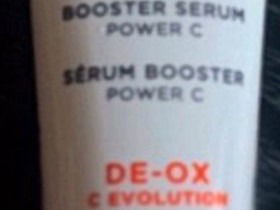 BOOSTER SERUM
POWER C
SÉRUM BOOSTER
POWER C
DE-OX
C EVOLUTION